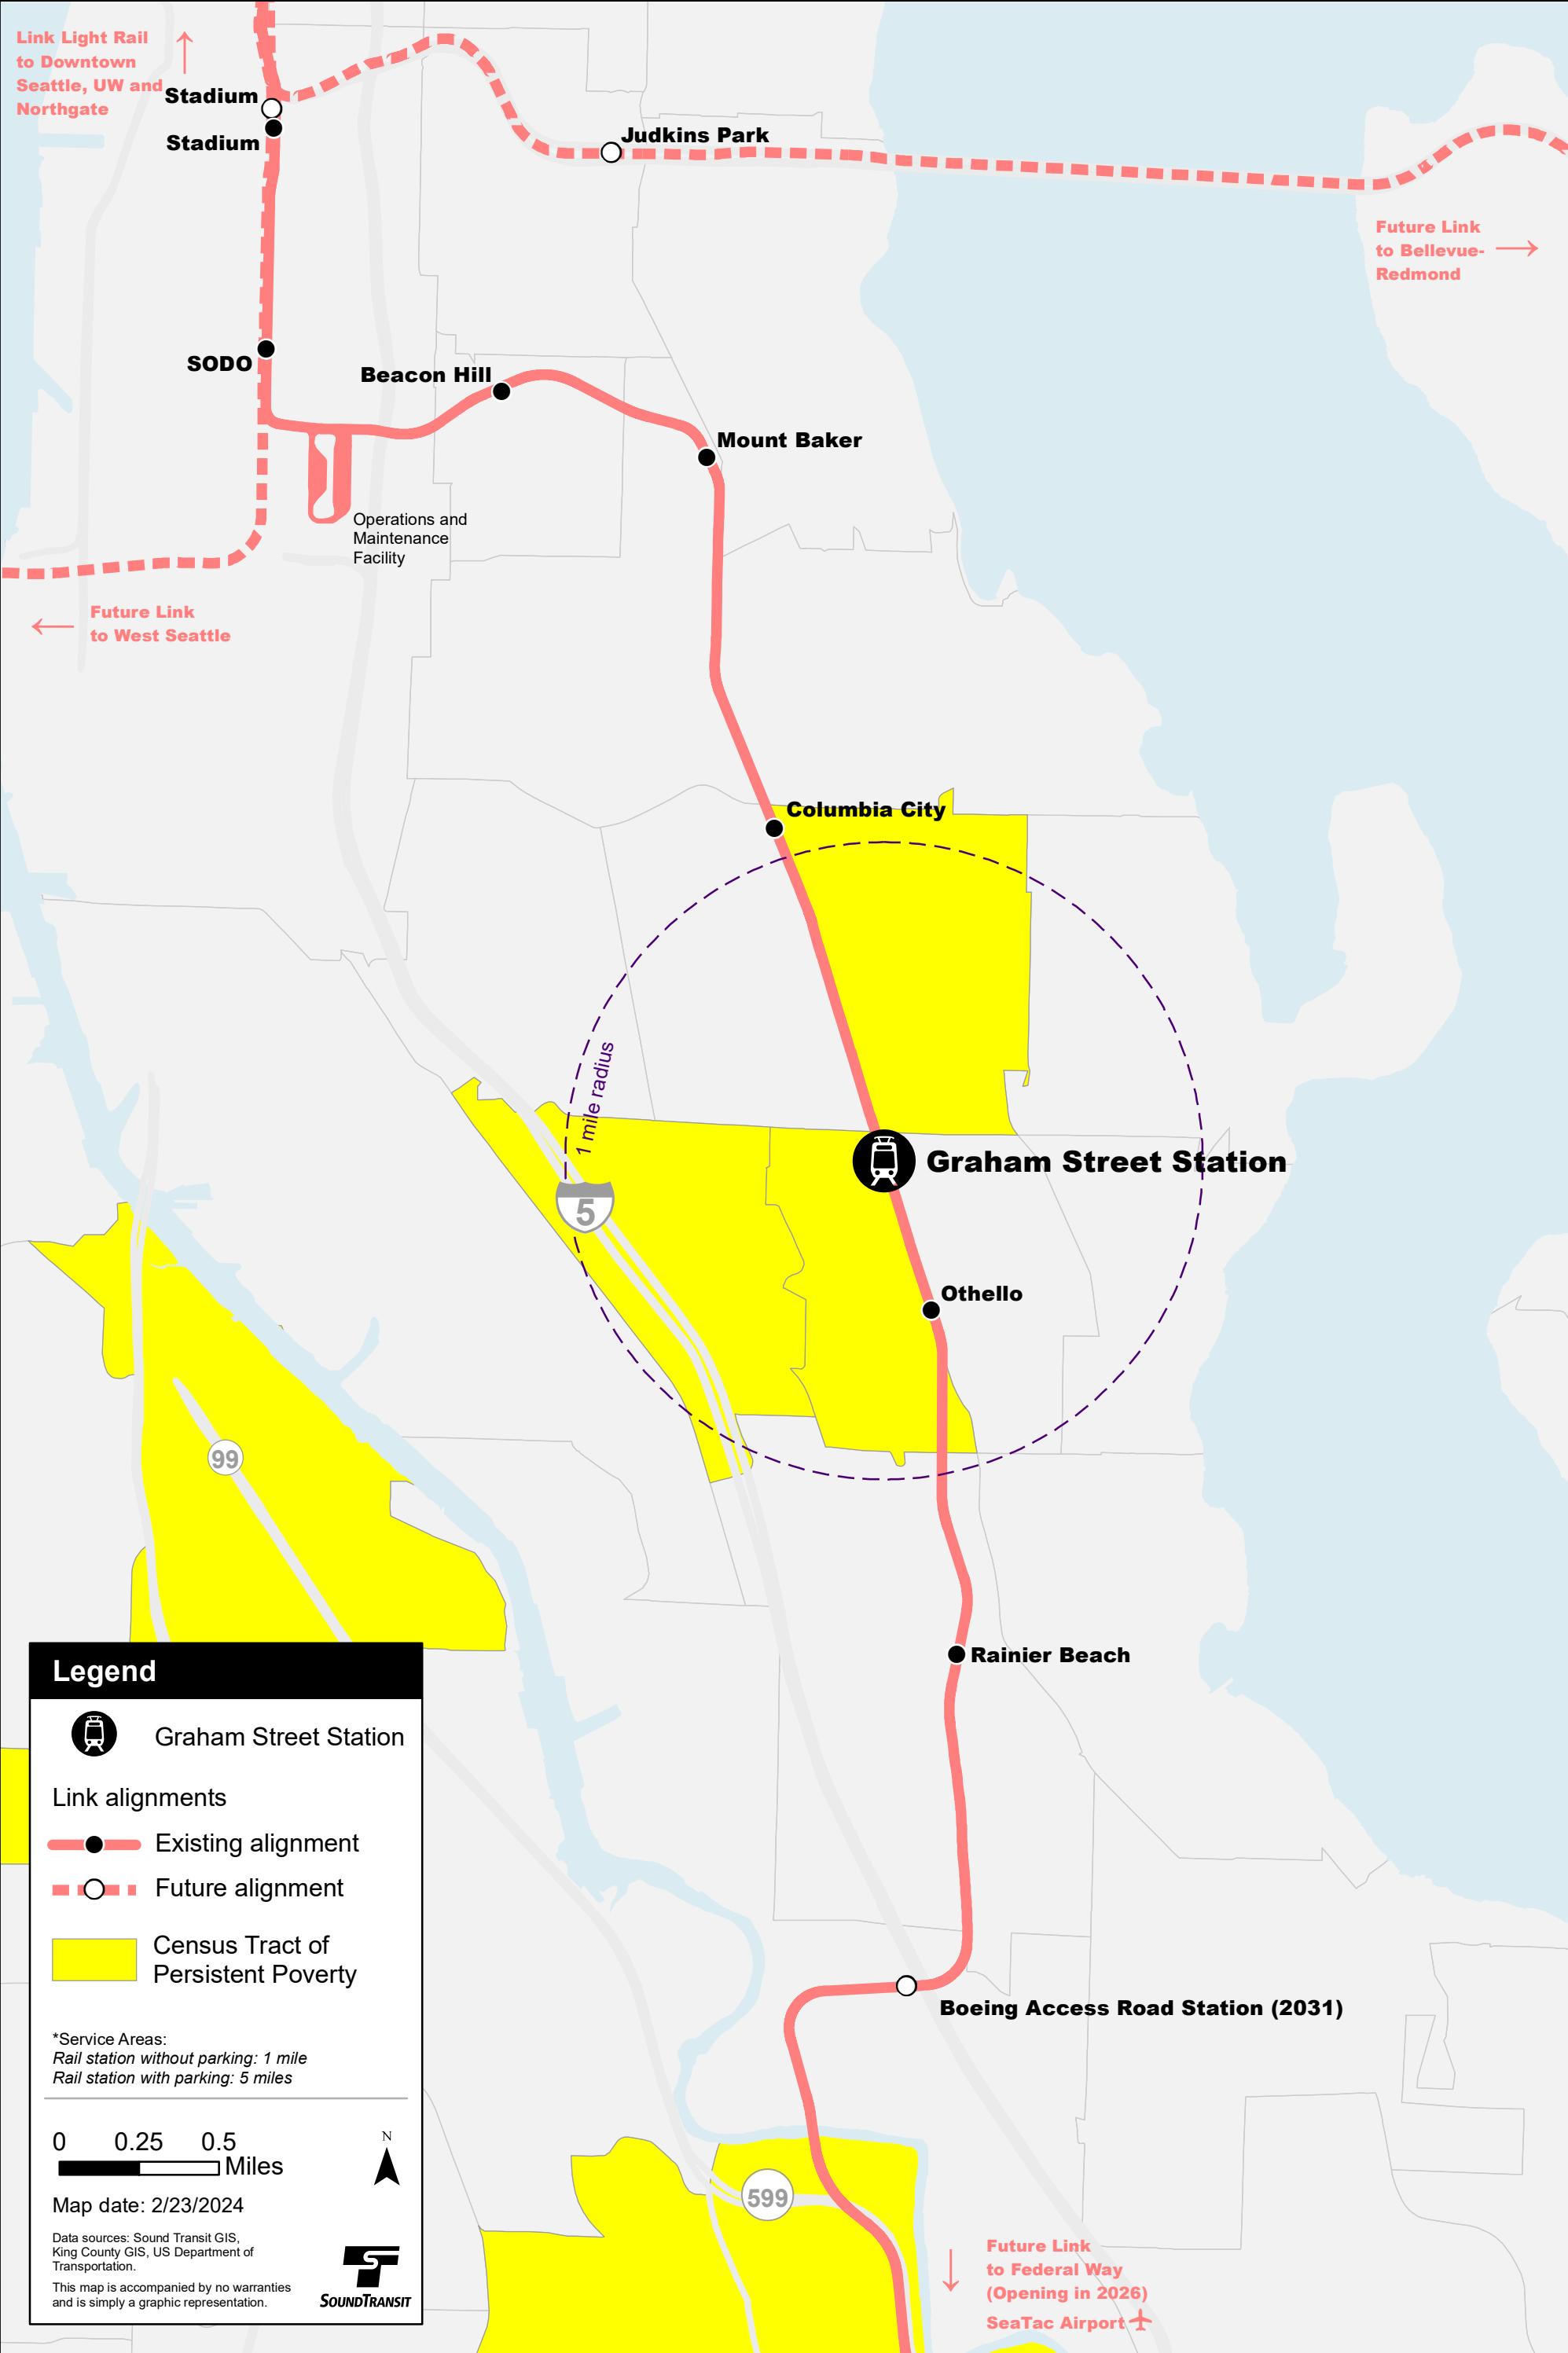 Link Light Rail
to Downtown
Seattle, UW and
Northgate
Stadium
Stadium
Judkins Park
Future Link
to Bellevue-
Redmond
SODO
Beacon Hill
Mount Baker
Operations and
Maintenance
Facility
Future Link
to West Seattle
Columbia City
1 mile radius
Graham Street Station
5
Othello
99
Rainier Beach
Boeing Access Road Station (2031)
599
Future Link
to Federal Way
(Opening in 2026)
SeaTac Airport
Legend
Graham Street Station
Link alignments
Existing alignment
Future alignment
Census Tract of
Persistent Poverty
*Service Areas:
Rail station without parking: 1 mile
Rail station with parking: 5 miles
0 0.25 0.5
Miles
N
Map date: 2/23/2024
Data sources: Sound Transit GIS,
King County GIS, US Department of
Transportation.
This map is accompanied by no warranties
and is simply a graphic representation.
SOUNDTRANSIT